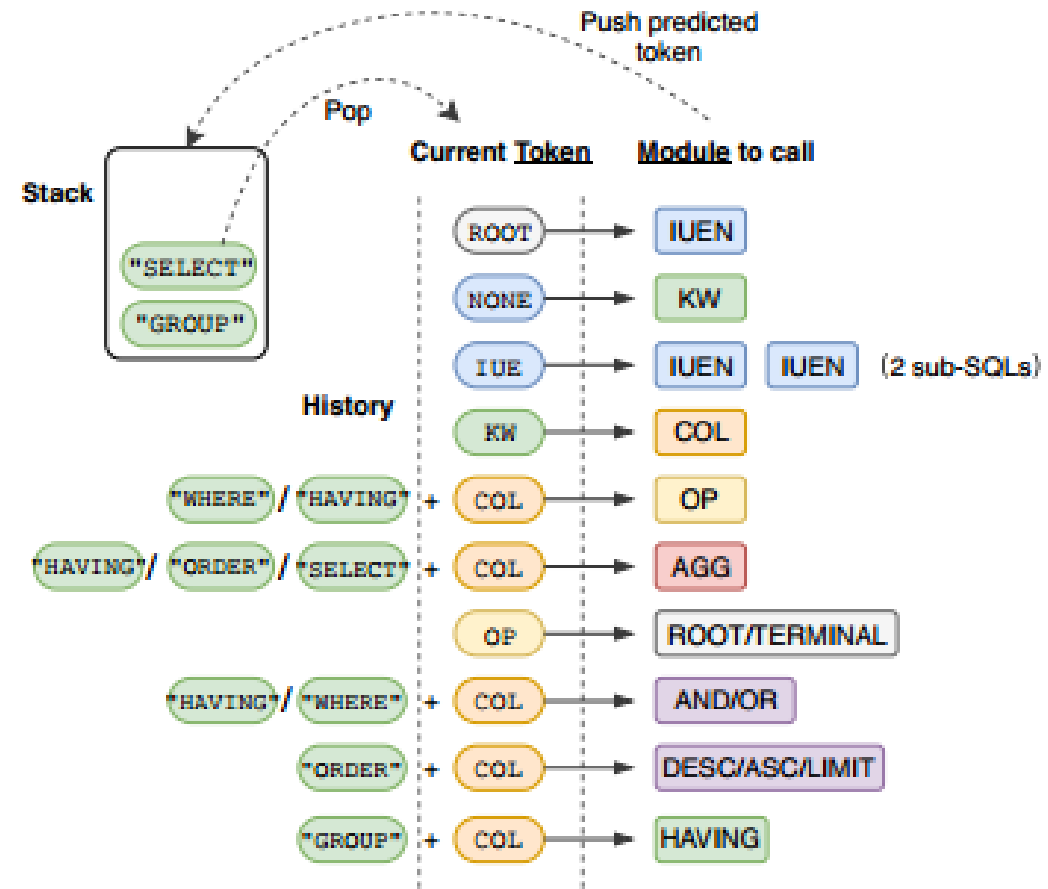 Push predicted
token
Pop
Current Token Module to call
Stack
ROOT IUEN
"SELECT"
NONE KW
"GROUP"
IUE IUEN IUEN (2 sub-SQLs)
History
KW COL
"WHERE" / "HAVING" + COL OP
"HAVING" / "ORDER" / "SELECT" + COL AGG
OP ROOT/TERMINAL
"HAVING" / "WHERE" + COL AND/OR
"ORDER" + COL DESC/ASC/LIMIT
"GROUP" + COL HAVING